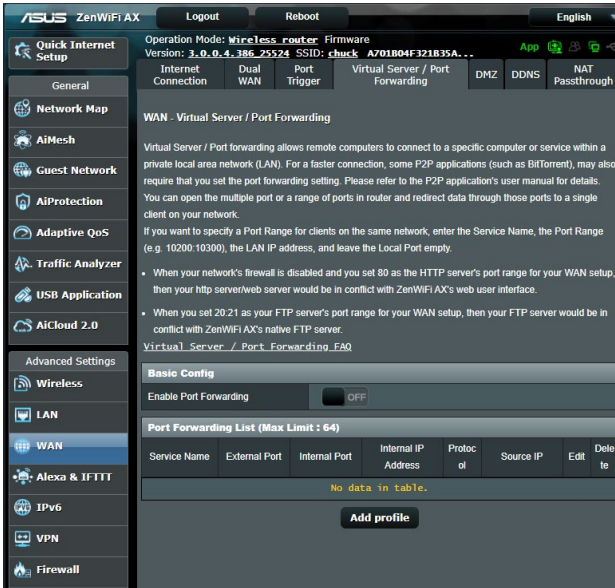 ASUS ZenWiFi AX Logout Reboot English
Quick Internet Setup
Operation Mode: Wireless router Firmware
Version: 3.0.0.4.386_25524 SSID: chuck A701B04F321B35A...
App
Internet Connection
Dual WAN
Port Trigger
Virtual Server / Port Forwarding
DMZ
DDNS
NAT Passthrough
General
Network Map
AiMesh
Guest Network
AiProtection
Adaptive QoS
Traffic Analyzer
USB Application
AiCloud 2.0
Advanced Settings
Wireless
LAN
WAN
Alexa & IFTTT
IPv6
VPN
Firewall
WAN - Virtual Server / Port Forwarding
Virtual Server / Port forwarding allows remote computers to connect to a specific computer or service within a
private local area network (LAN). For a faster connection, some P2P applications (such as BitTorrent), may also
require that you set the port forwarding setting. Please refer to the P2P application's user manual for details.
You can open the multiple port or a range of ports in router and redirect data through those ports to a single
client on your network.
If you want to specify a Port Range for clients on the same network, enter the Service Name, the Port Range
(e.g. 10200:10300), the LAN IP address, and leave the Local Port empty.
• When your network's firewall is disabled and you set 80 as the HTTP server's port range for your WAN setup,
then your http server/web server would be in conflict with ZenWiFi AX's web user interface.
• When you set 20:21 as your FTP server's port range for your WAN setup, then your FTP server would be in
conflict with ZenWiFi AX's native FTP server.
Virtual Server / Port Forwarding FAQ
Basic Config
Enable Port Forwarding OFF
Port Forwarding List (Max Limit : 64)
Service Name
External Port
Internal Port
Internal IP Address
Protoc
ol
Source IP
Edit
Dele
te
No data in table.
Add profile